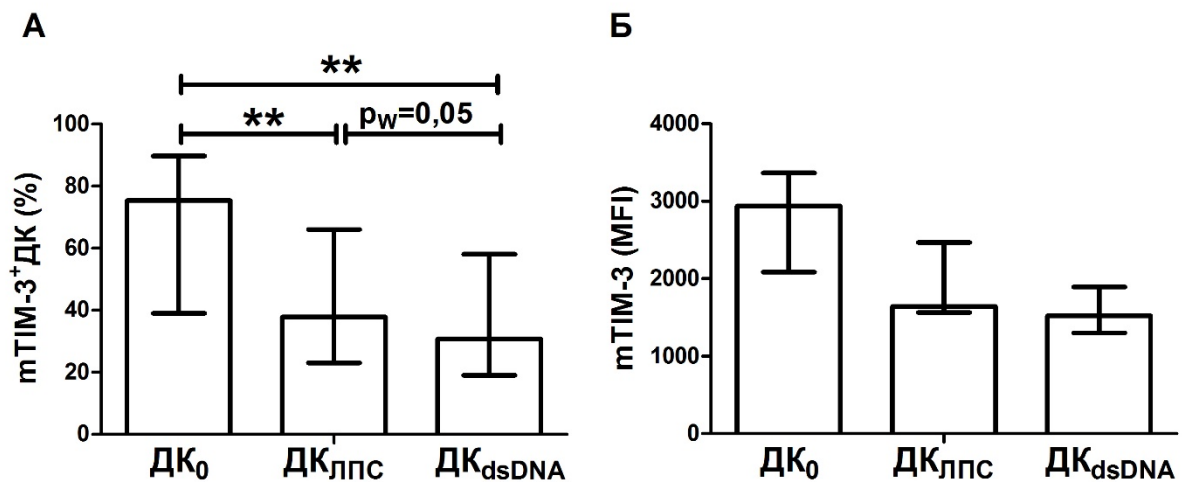 А
**
** pw=0,05
mTIM-3+ДК (%)
100
80
60
40
20
0
ДК0 ДКЛПС ДКdsDNA
Б
mTIM-3 (MFI)
4000
3000
2000
1000
0
ДК0 ДКЛПС ДКdsDNA